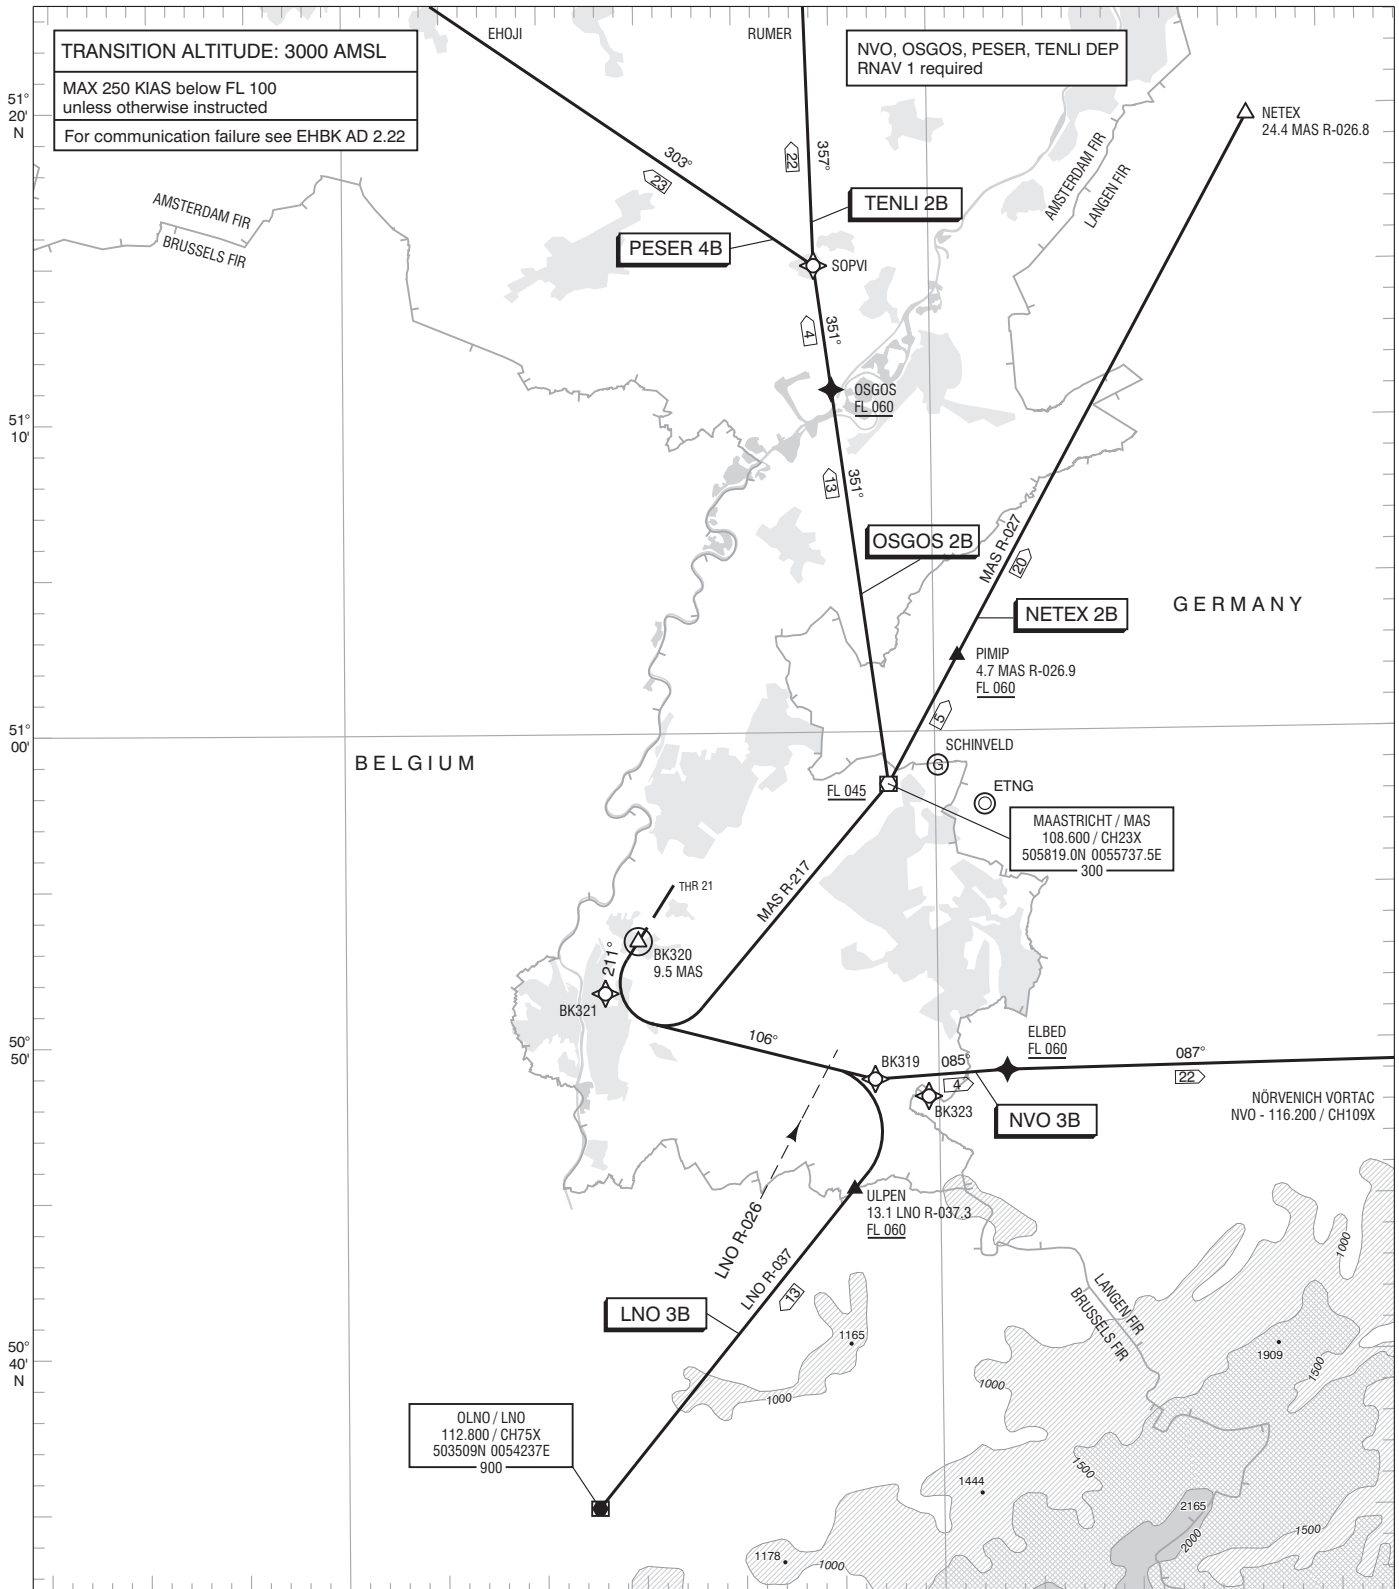 EHOJI
RUMER
TRANSITION ALTITUDE: 3000 AMSL
MAX 250 KIAS below FL 100
unless otherwise instructed
For communication failure see EHBK AD 2.22
NVO, OSGOS, PESER, TENLI DEP
RNAV 1 required
51°
20'
N
NETEX
24.4 MAS R-026.8
303°
23
22
357°
AMSTERDAM FIR
LANGEN FIR
AMSTERDAM FIR
BRUSSELS FIR
TENLI 2B
PESER 4B
SOPVI
4
351°
OSGOS
FL 060
51°
10'
13
351°
OSGOS 2B
MAS R-027
20
GERMANY
NETEX 2B
PIMIP
4.7 MAS R-026.9
FL 060
5
51°
00'
BELGIUM
SCHINVELD
G
ETNG
FL 045
MAASTRICHT / MAS
108.600 / CH23X
505819.0N 0055737.5E
300
MAS R-217
THR 21
BK320
9.5 MAS
211°
BK321
50°
50'
106°
BK319
085°
4
ELBED
FL 060
087°
22
BK323
NVO 3B
NÖRVENICH VORTAC
NVO - 116.200 / CH109X
ULPEN
13.1 LNO R-037.3
FL 060
LNO R-026
LNO R-037
13
LNO 3B
1000
LANGEN FIR
BRUSSELS FIR
50°
40'
N
1165
1000
1909
1500
1000
OLNO / LNO
112.800 / CH75X
503509N 0054237E
900
1500
1444
2165
2000
1500
1178
1000